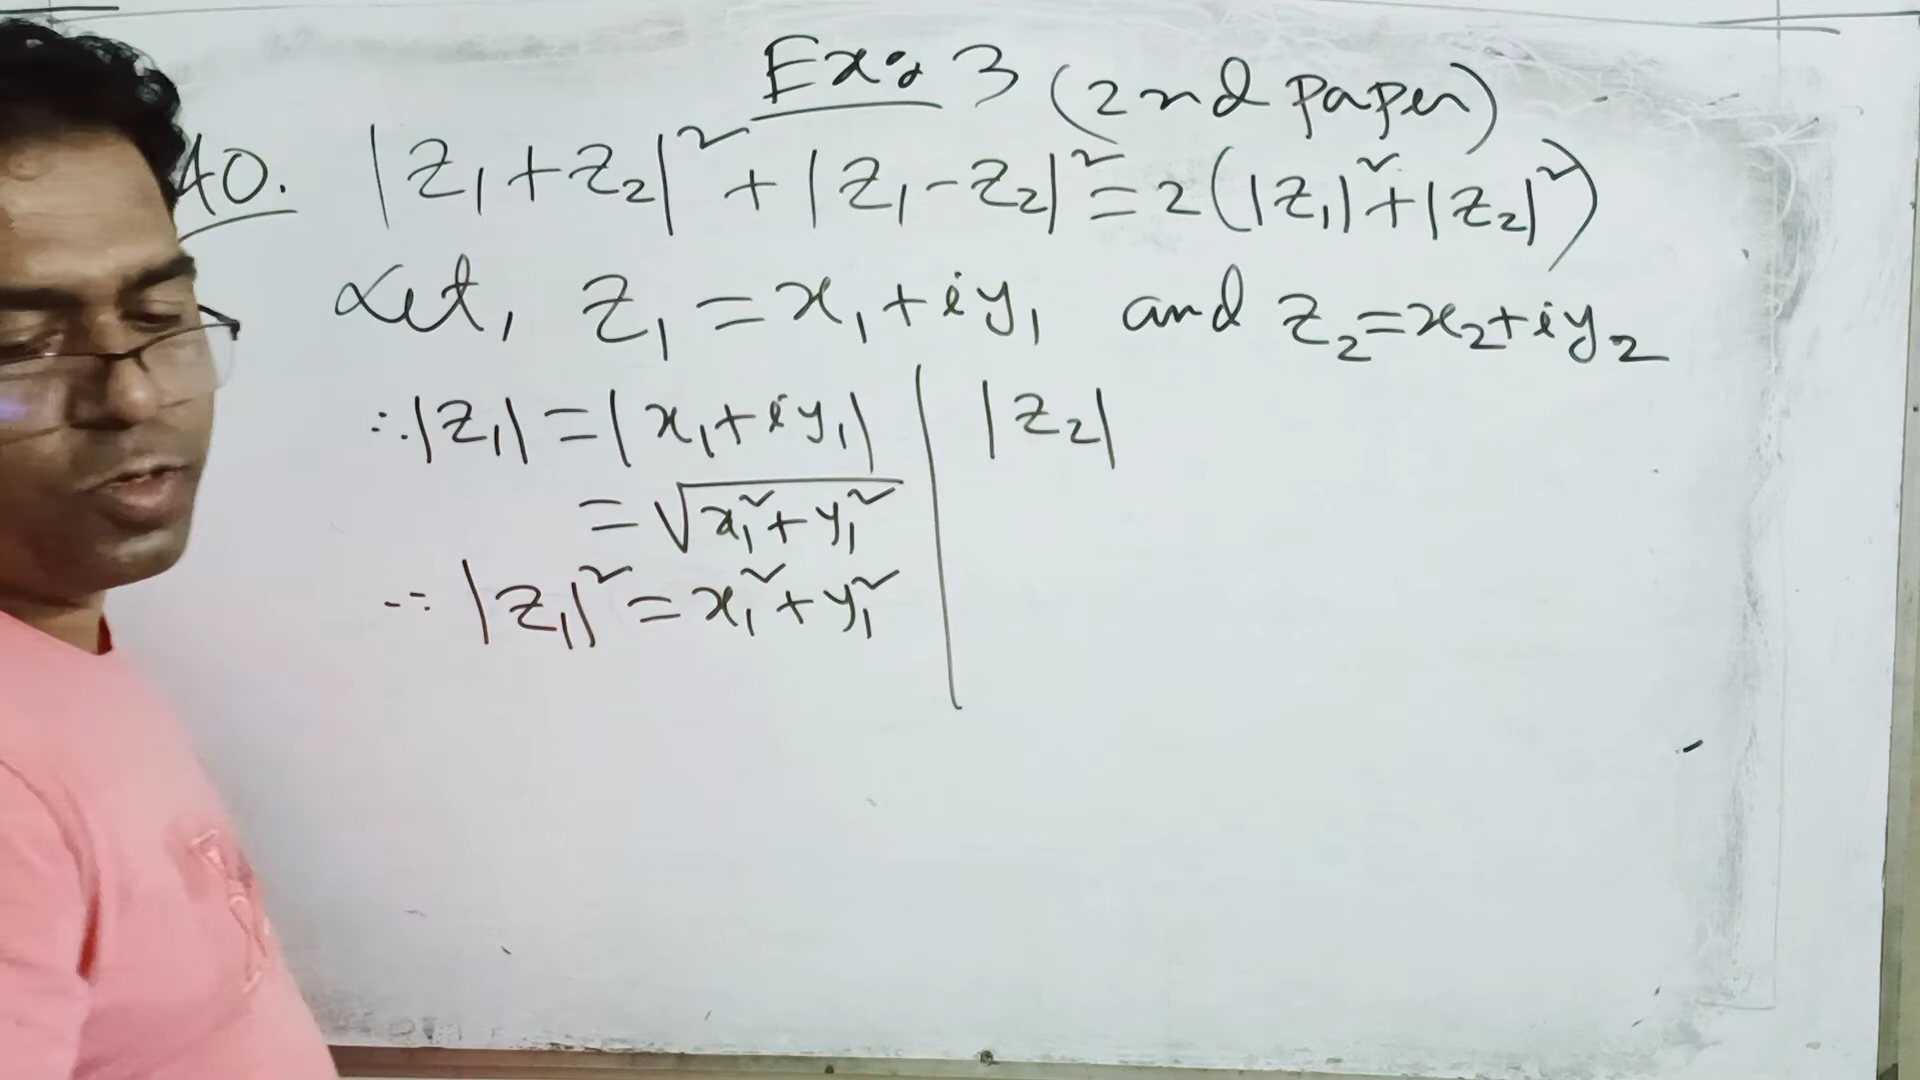 Ex: 3 (2nd paper)
40. |z₁+z₂|²+|z₁-z₂|²=2(|z₁|²+|z₂|²)
Let, z₁=x₁+iy₁ and z₂=x₂+iy₂
∴|z₁|=|x₁+iy₁| | |z₂|
=√(x₁²+y₁²)
∴ |z₁|²=x₁²+y₁²